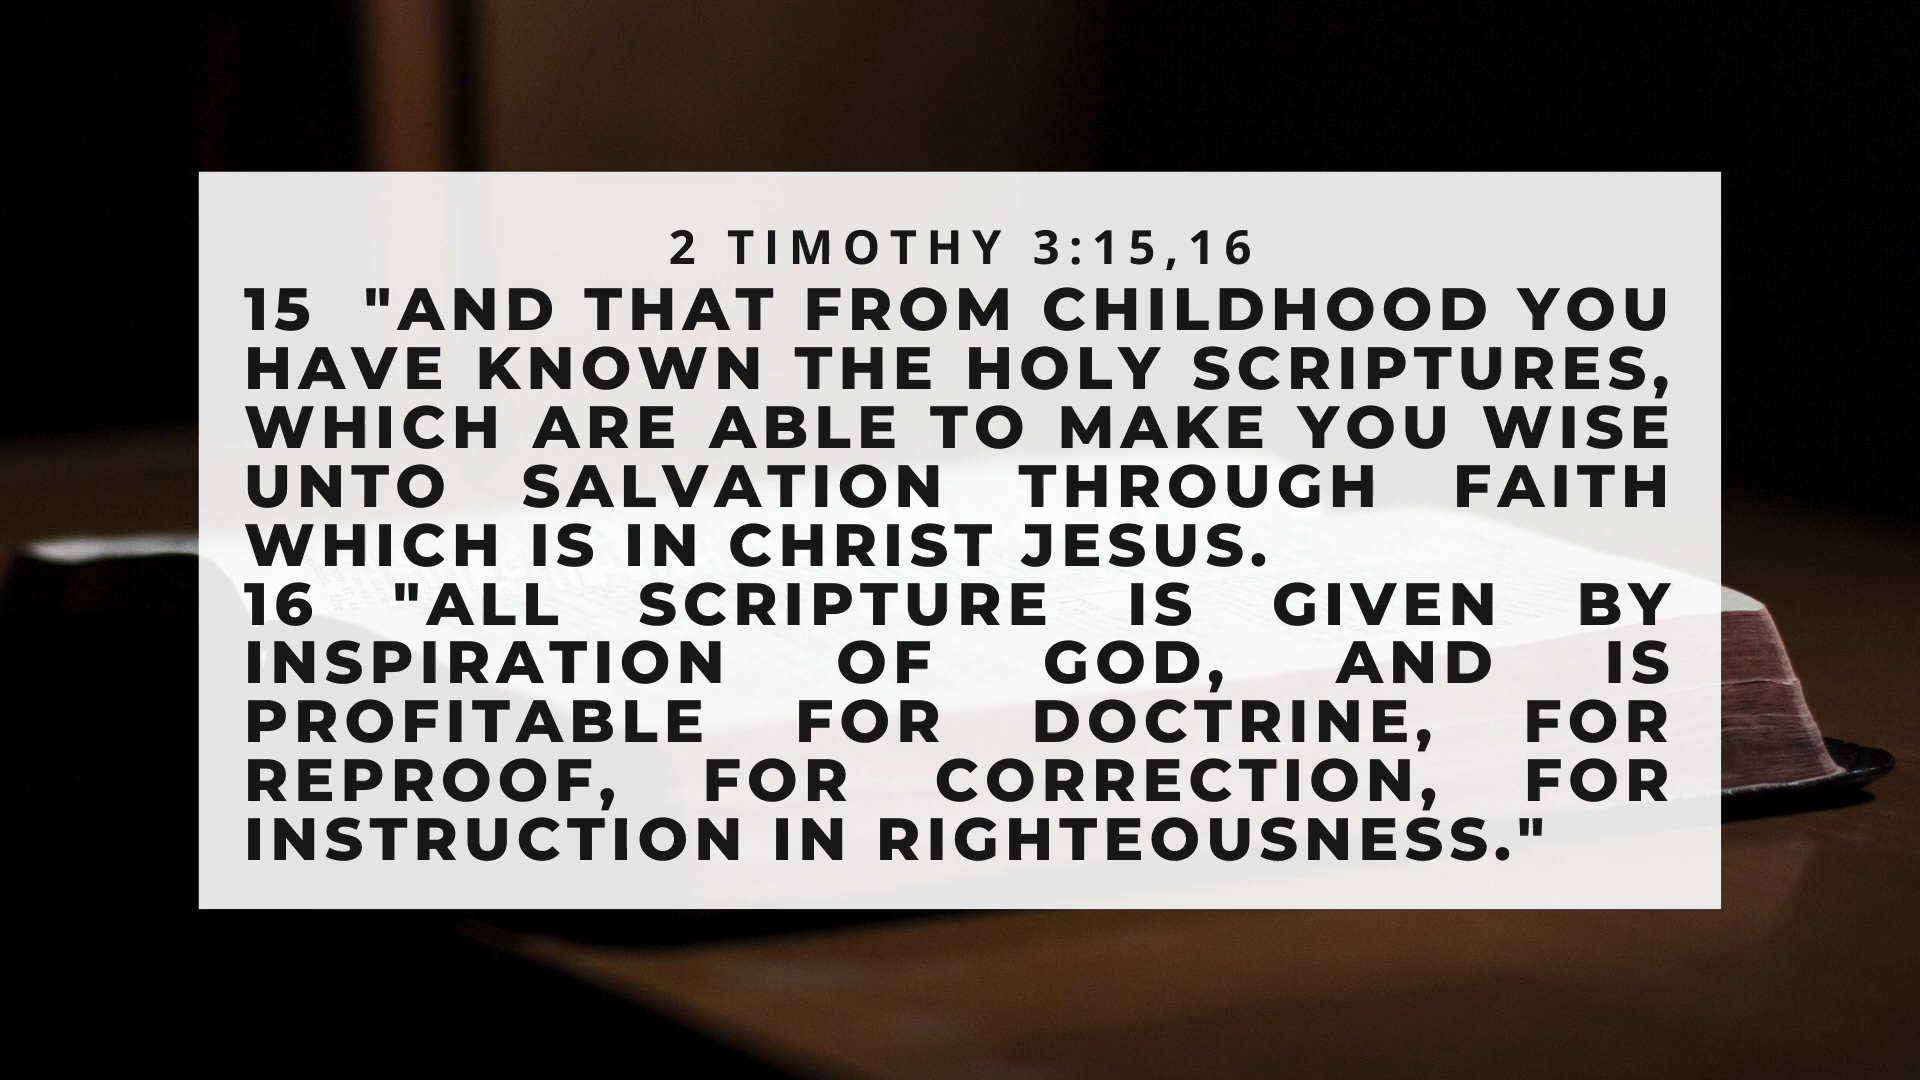 2 TIMOTHY 3:15,16
15 "AND THAT FROM CHILDHOOD YOU
HAVE KNOWN THE HOLY SCRIPTURES,
WHICH ARE ABLE TO MAKE YOU WISE
UNTO SALVATION THROUGH FAITH
WHICH IS IN CHRIST JESUS.
16 "ALL SCRIPTURE IS GIVEN BY
INSPIRATION OF GOD, AND IS
PROFITABLE FOR DOCTRINE, FOR
REPROOF, FOR CORRECTION, FOR
INSTRUCTION IN RIGHTEOUSNESS."